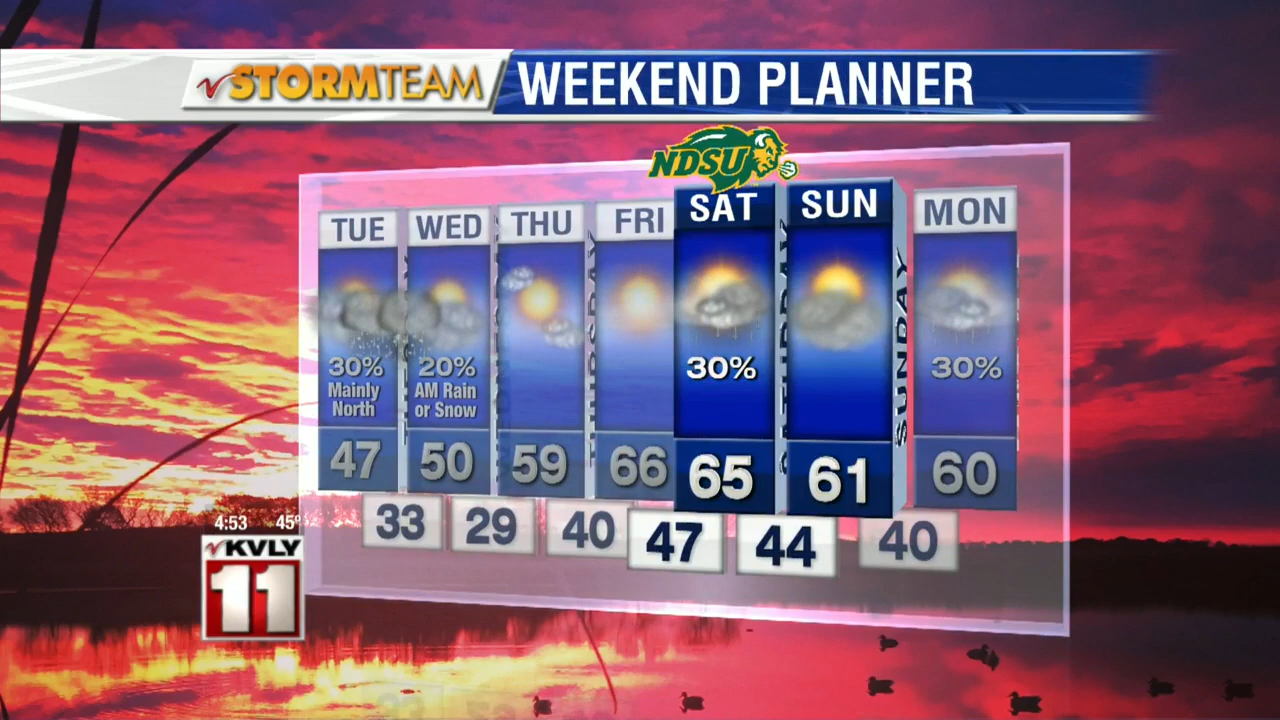 STORMTEAM WEEKEND PLANNER
NDSU
TUE WED THU FRI SAT SUN MON
30% 20% 30% 30%
Mainly AM Rain
North or Snow
SATURDAY SUNDAY
THURSDAY
47 50 59 66 65 61 60
33 29 40 47 44 40
4:53 45°
KVLY
11